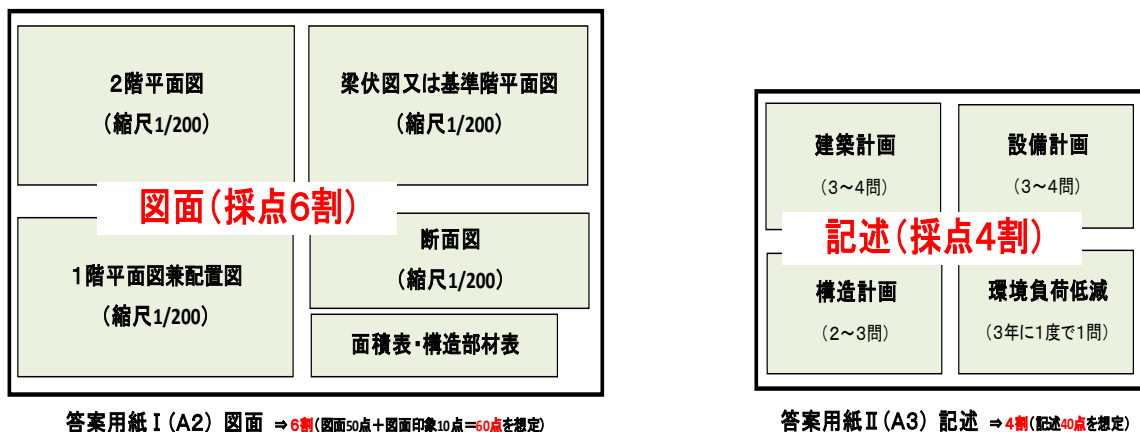 2階平面図
（縮尺1/200）
梁伏図又は基準階平面図
（縮尺1/200）
図面（採点6割）
1階平面図兼配置図
（縮尺1/200）
断面図
（縮尺1/200）
面積表・構造部材表
答案用紙Ⅰ（A2）図面 ⇒6割（図面50点＋図面印象10点＝60点を想定）
建築計画
（3～4問）
設備計画
（3～4問）
記述（採点4割）
構造計画
（2～3問）
環境負荷低減
（3年に1度で1問）
答案用紙Ⅱ（A3）記述 ⇒4割（記述40点を想定）